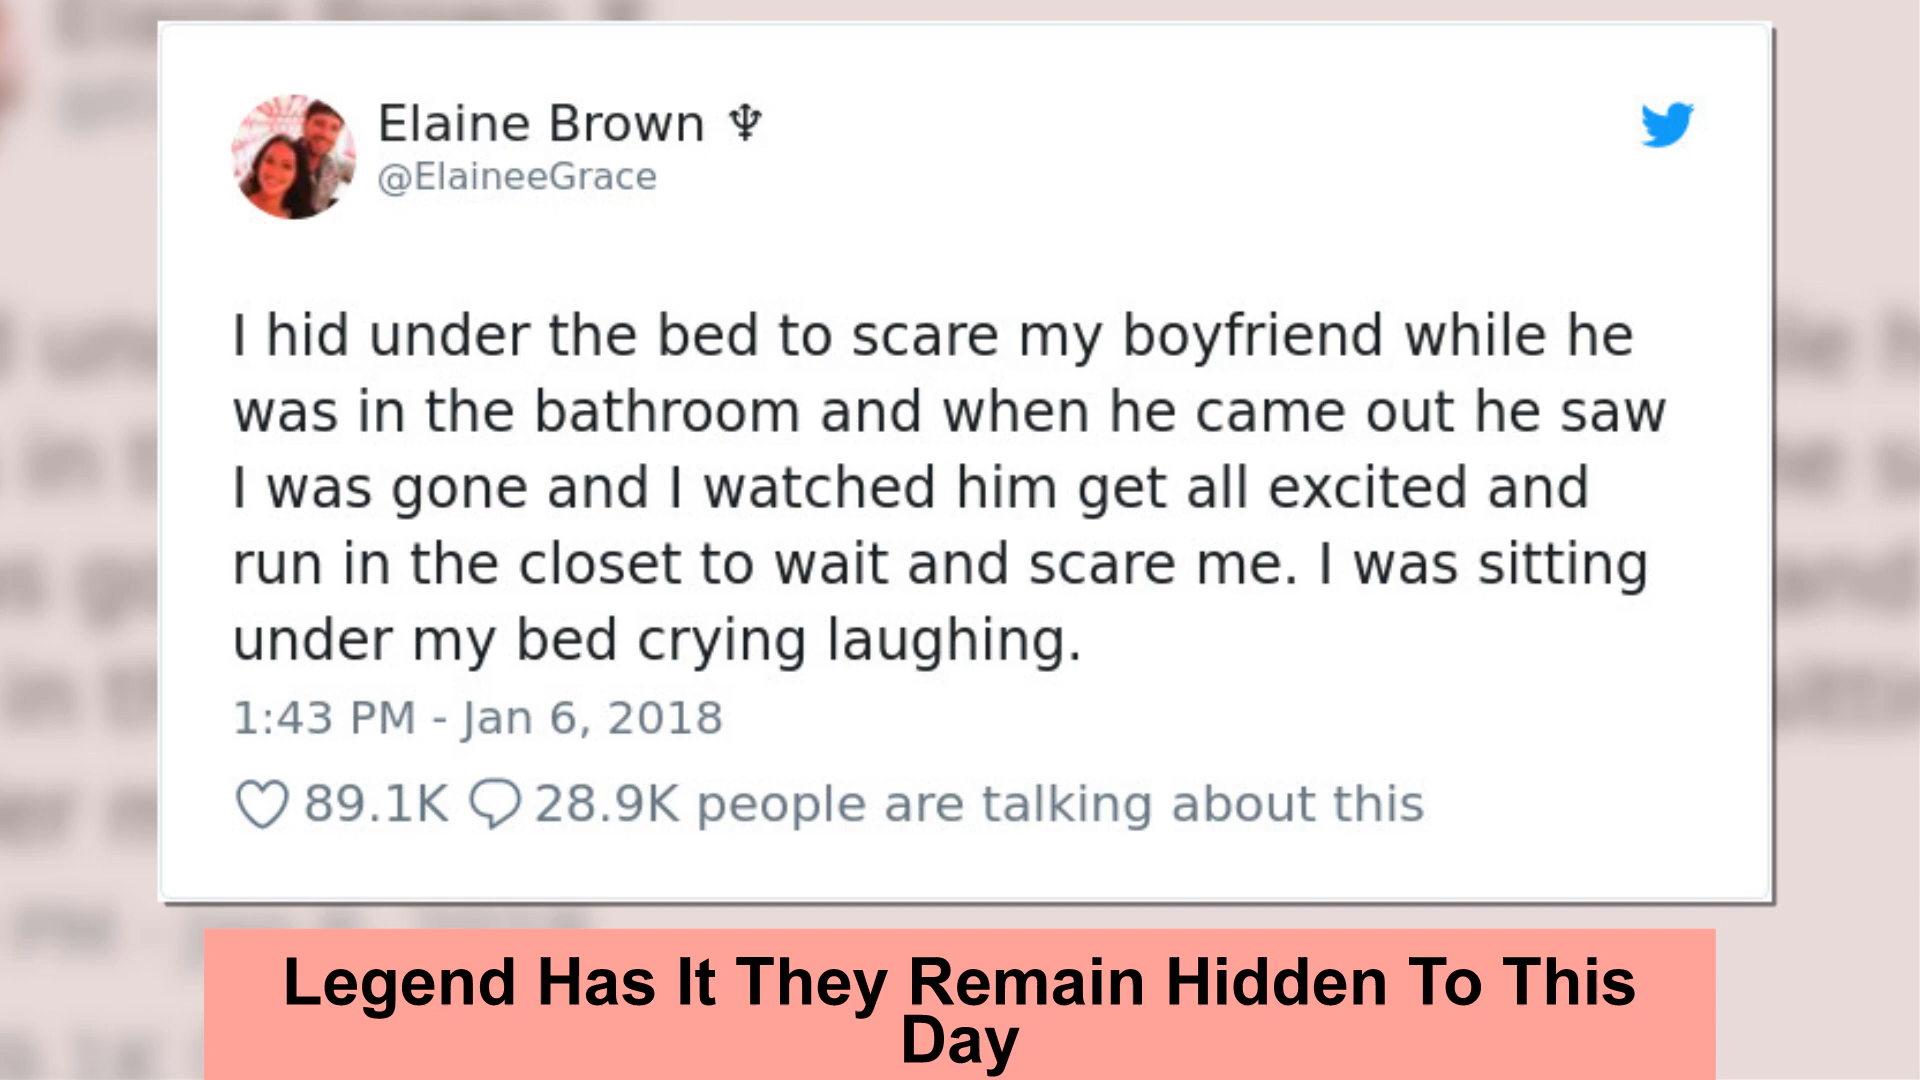 Elaine Brown ♆
@ElaineeGrace
I hid under the bed to scare my boyfriend while he
was in the bathroom and when he came out he saw
I was gone and I watched him get all excited and
run in the closet to wait and scare me. I was sitting
under my bed crying laughing.
1:43 PM - Jan 6, 2018
89.1K 28.9K people are talking about this
Legend Has It They Remain Hidden To This
Day